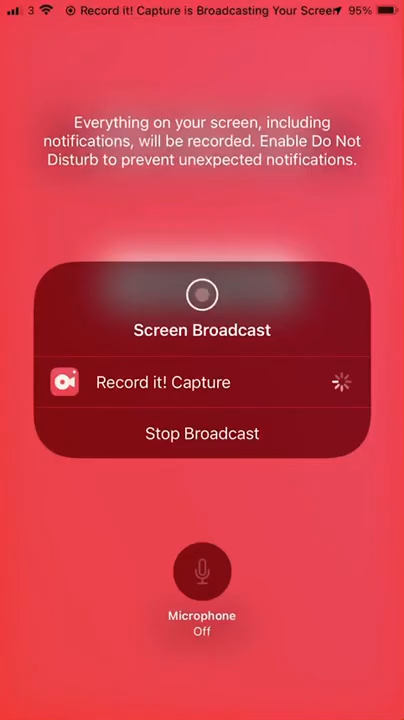 3 Record it! Capture is Broadcasting Your Screen 95%
Everything on your screen, including
notifications, will be recorded. Enable Do Not
Disturb to prevent unexpected notifications.
Screen Broadcast
Record it! Capture
Stop Broadcast
Microphone
Off